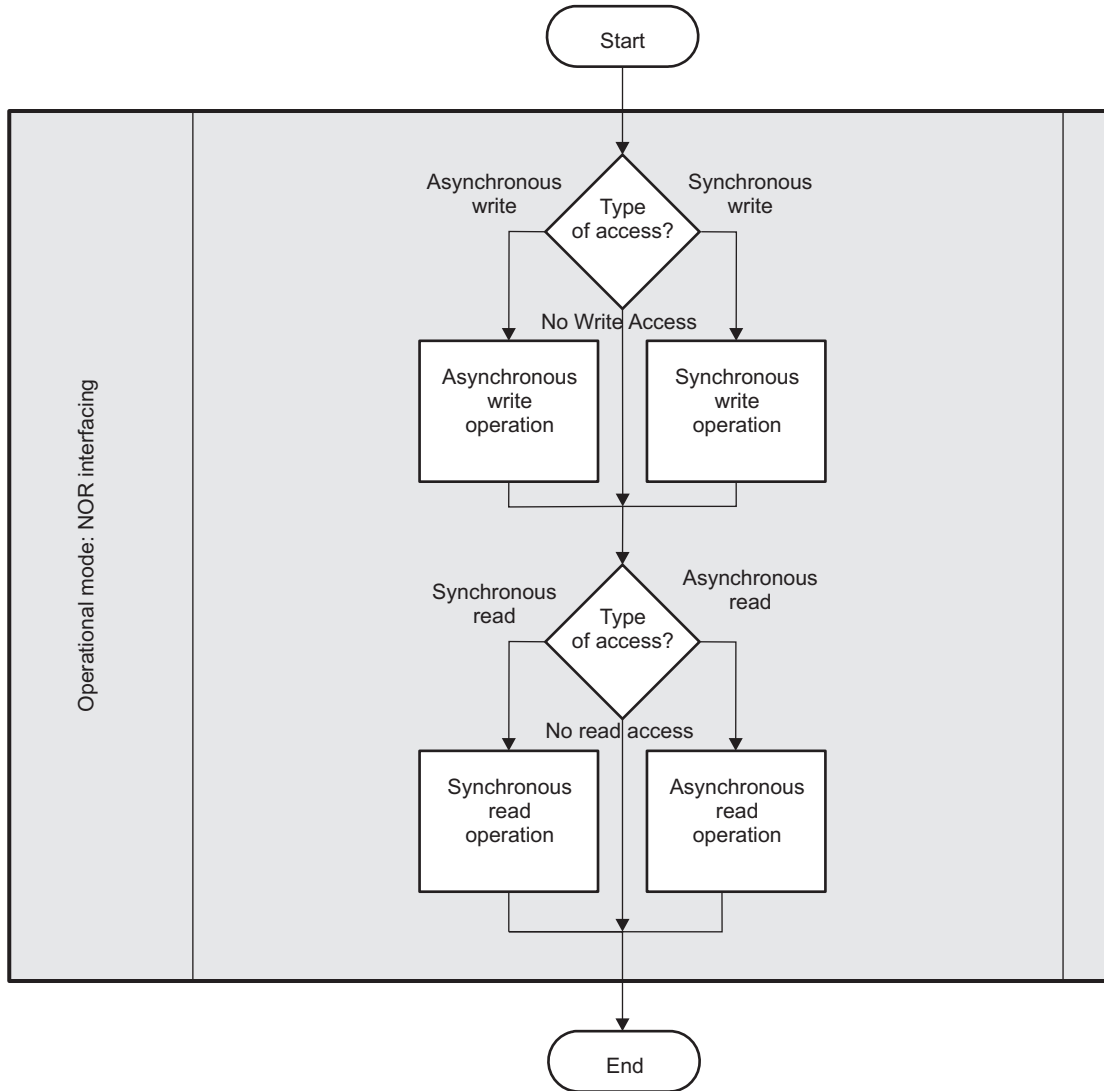 Start
Operational mode: NOR interfacing
Asynchronous
write
Type
of access?
Synchronous
write
No Write Access
Asynchronous
write
operation
Synchronous
write
operation
Synchronous
read
Type
of access?
Asynchronous
read
No read access
Synchronous
read
operation
Asynchronous
read
operation
End